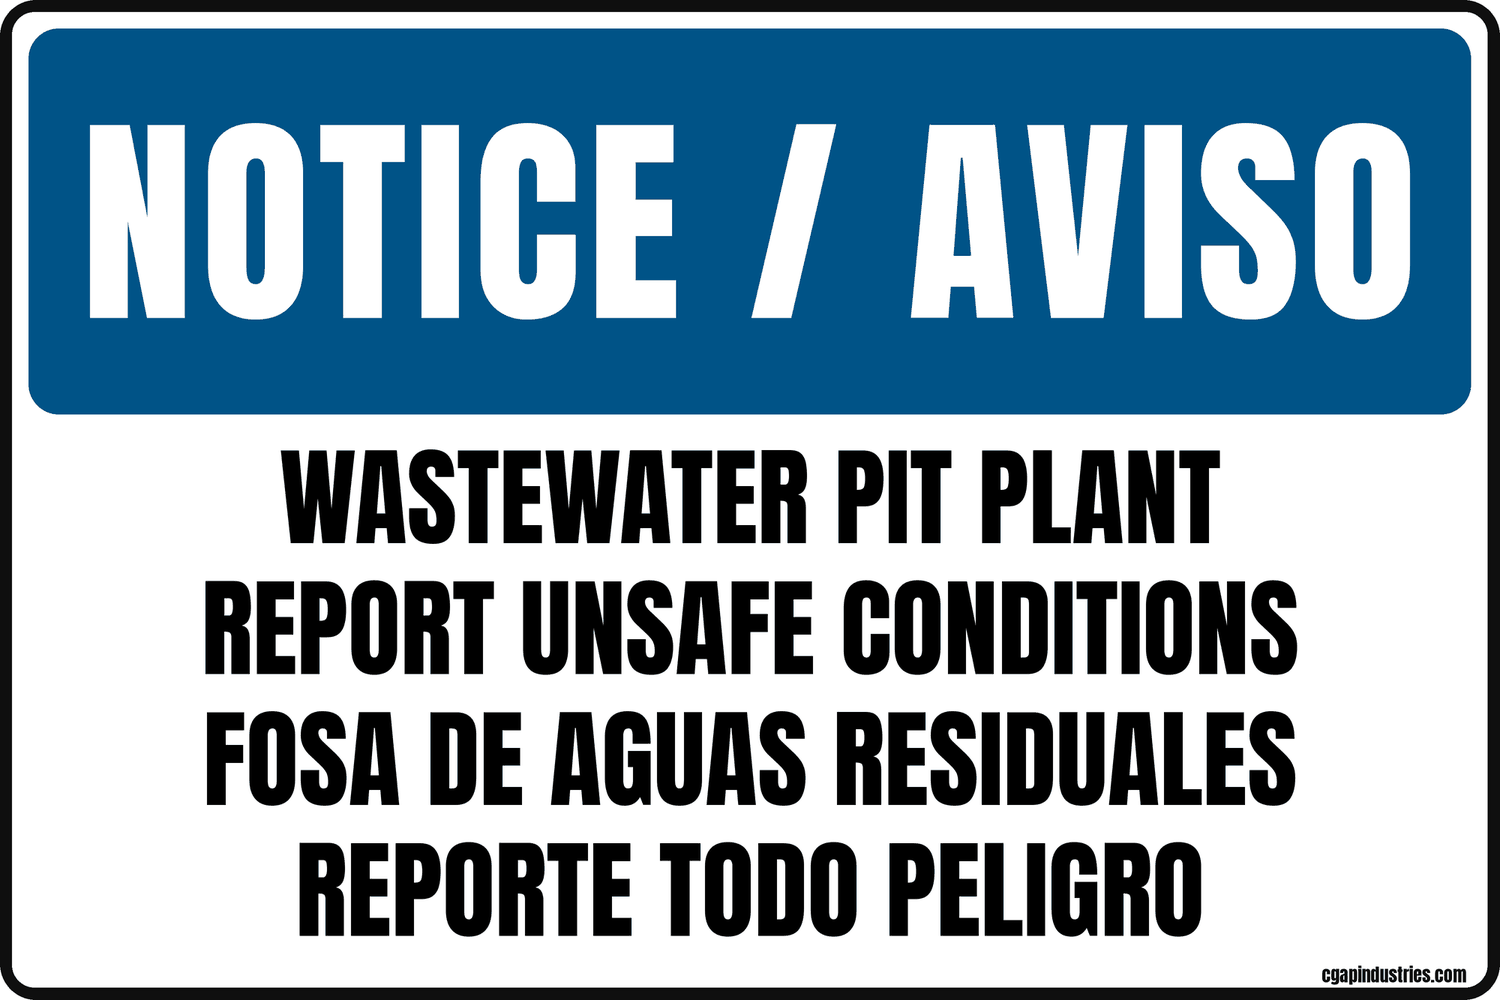 NOTICE / AVISO
WASTEWATER PIT PLANT
REPORT UNSAFE CONDITIONS
FOSA DE AGUAS RESIDUALES
REPORTE TODO PELIGRO
cgapindustries.com